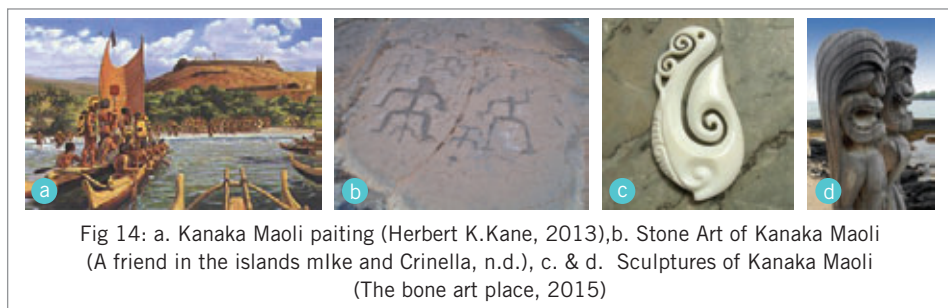 a
b
c
d
Fig 14: a. Kanaka Maoli paiting (Herbert K.Kane, 2013),b. Stone Art of Kanaka Maoli
(A friend in the islands mIke and Crinella, n.d.), c. & d. Sculptures of Kanaka Maoli
(The bone art place, 2015)